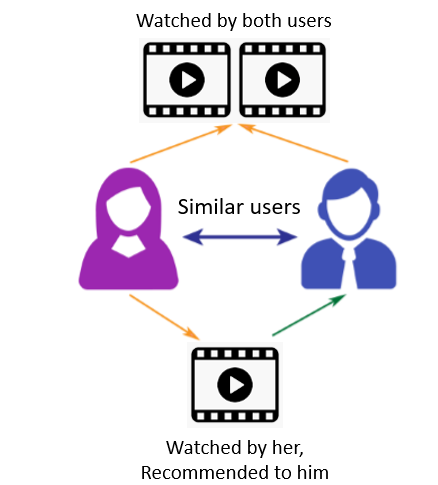 Watched by both users
Similar users
Watched by her,
Recommended to him